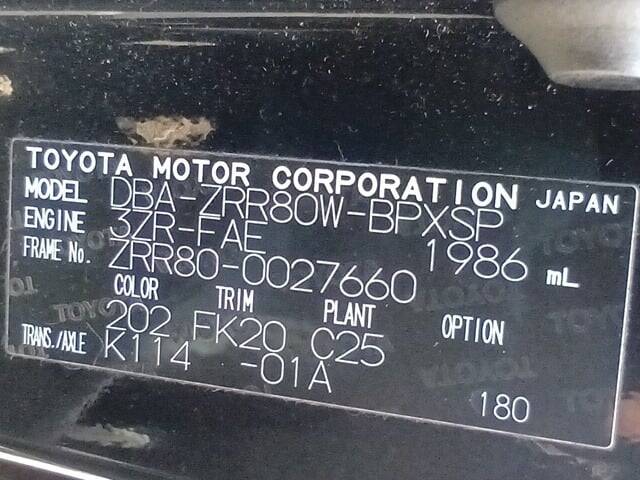 TOYOTA MOTOR CORPORATION JAPAN
MODEL DBA-ZRR80W-BPXSP
ENGINE 3ZR-FAE 1986 mL
FRAME No. ZRR80-0027660
COLOR TRIM PLANT OPTION
202 FK20 C25
TRANS./AXLE K114 -01A
180